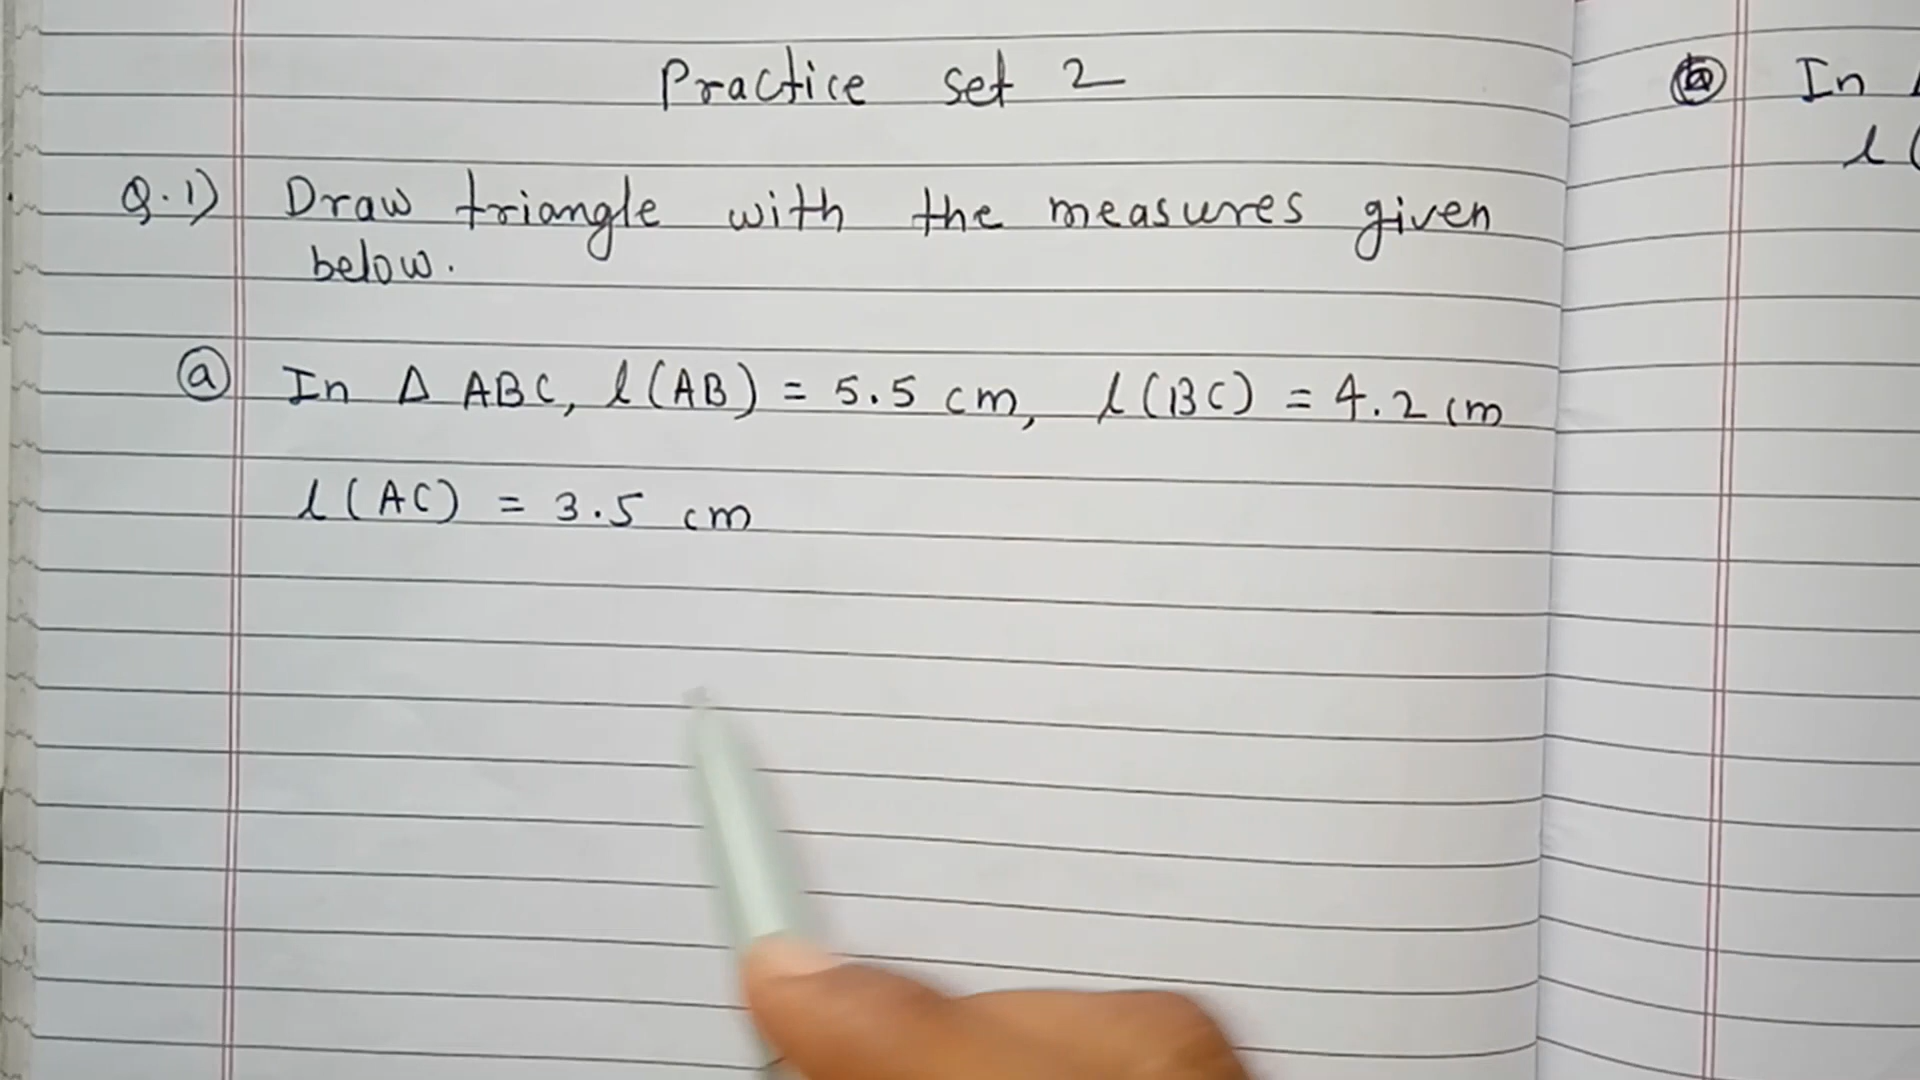 Practice set 2
Q.1) Draw triangle with the measures given
below.
(a) In Δ ABC, l(AB) = 5.5 cm, l(BC) = 4.2 cm
l(AC) = 3.5 cm
(b) In Δ
l (